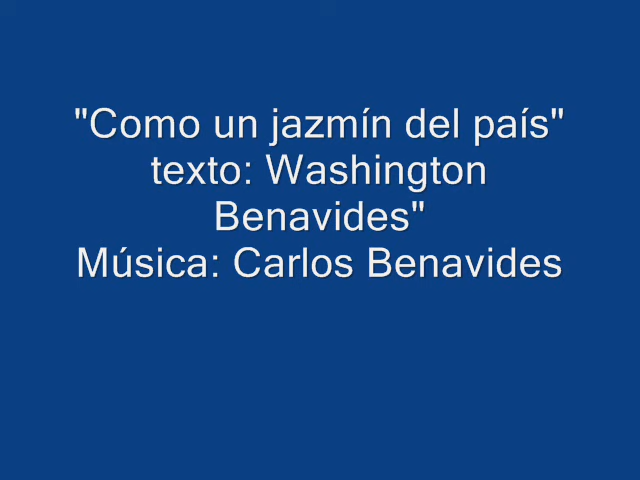 "Como un jazmín del país"
texto: Washington
Benavides"
Música: Carlos Benavides